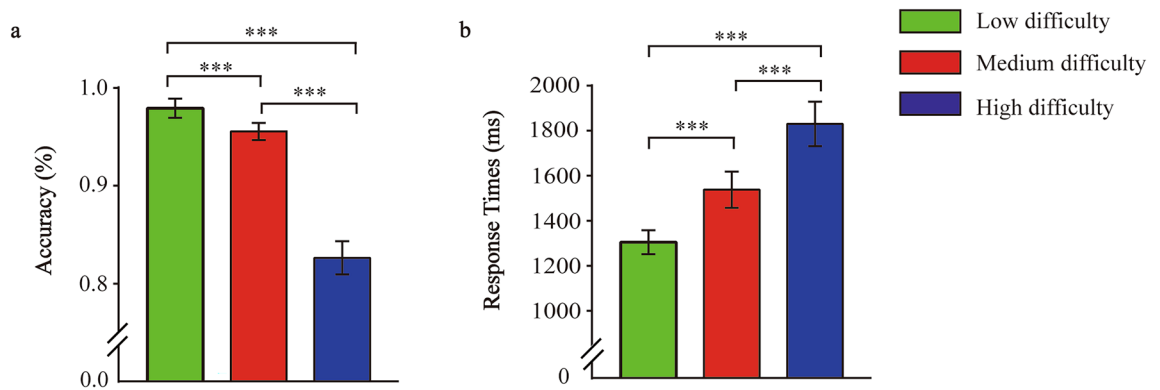 a
***
***
***
1.0
0.9
0.8
0.0
Accuracy (%)
b
***
***
***
2000
1800
1600
1400
1200
1000
0
Response Times (ms)
Low difficulty
Medium difficulty
High difficulty